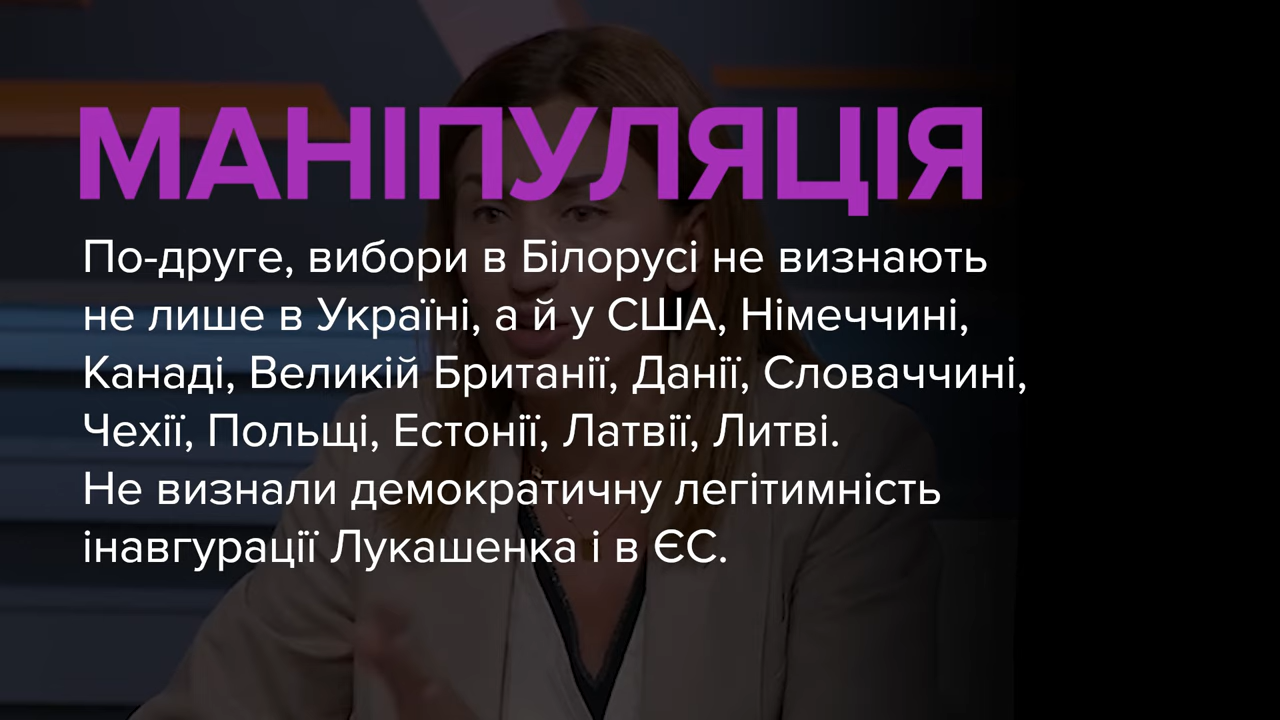 МАНІПУЛЯЦІЯ
По-друге, вибори в Білорусі не визнають
не лише в Україні, а й у США, Німеччині,
Канаді, Великій Британії, Данії, Словаччині,
Чехії, Польщі, Естонії, Латвії, Литві.
Не визнали демократичну легітимність
інавгурації Лукашенка і в ЄС.